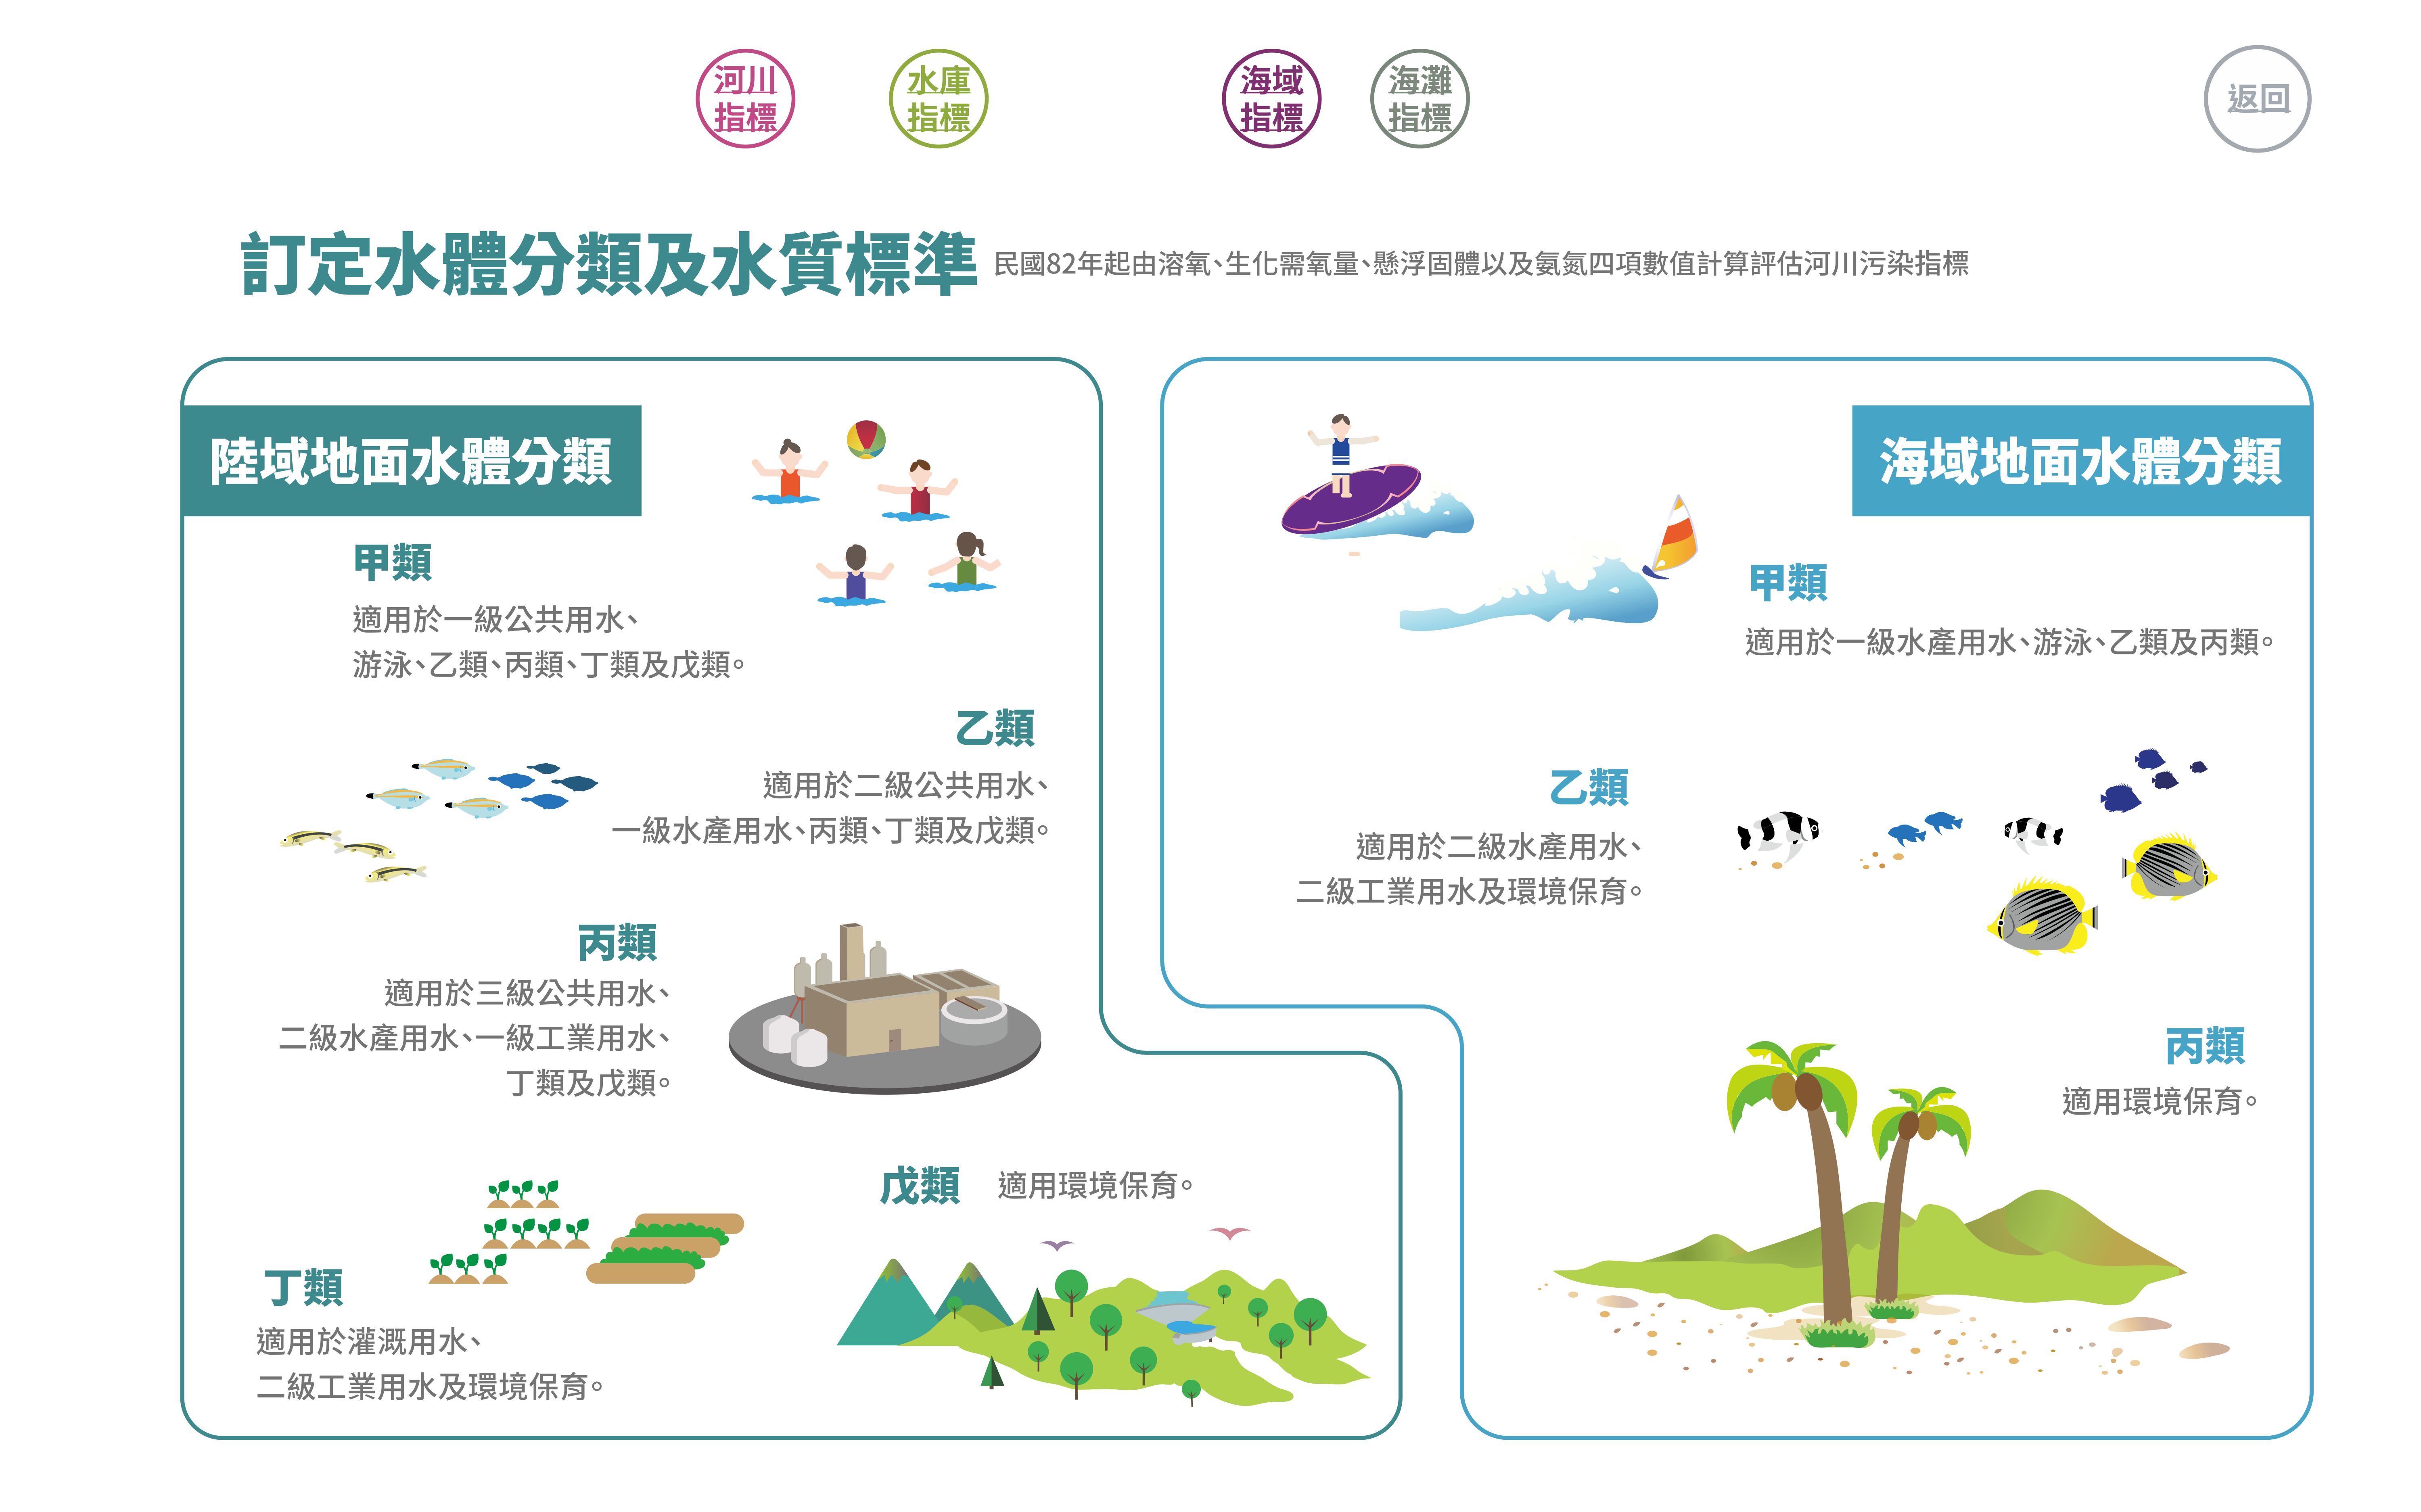 河川
指標
水庫
指標
海域
指標
海灘
指標
返回
訂定水體分類及水質標準
民國82年起由溶氧、生化需氧量、懸浮固體以及氨氮四項數值計算評估河川污染指標
陸域地面水體分類
甲類
適用於一級公共用水、
游泳、乙類、丙類、丁類及戊類。
乙類
適用於二級公共用水、
一級水產用水、丙類、丁類及戊類。
丙類
適用於三級公共用水、
二級水產用水、一級工業用水、
丁類及戊類。
丁類
適用於灌溉用水、
二級工業用水及環境保育。
戊類
適用環境保育。
海域地面水體分類
甲類
適用於一級水產用水、游泳、乙類及丙類。
乙類
適用於二級水產用水、
二級工業用水及環境保育。
丙類
適用環境保育。